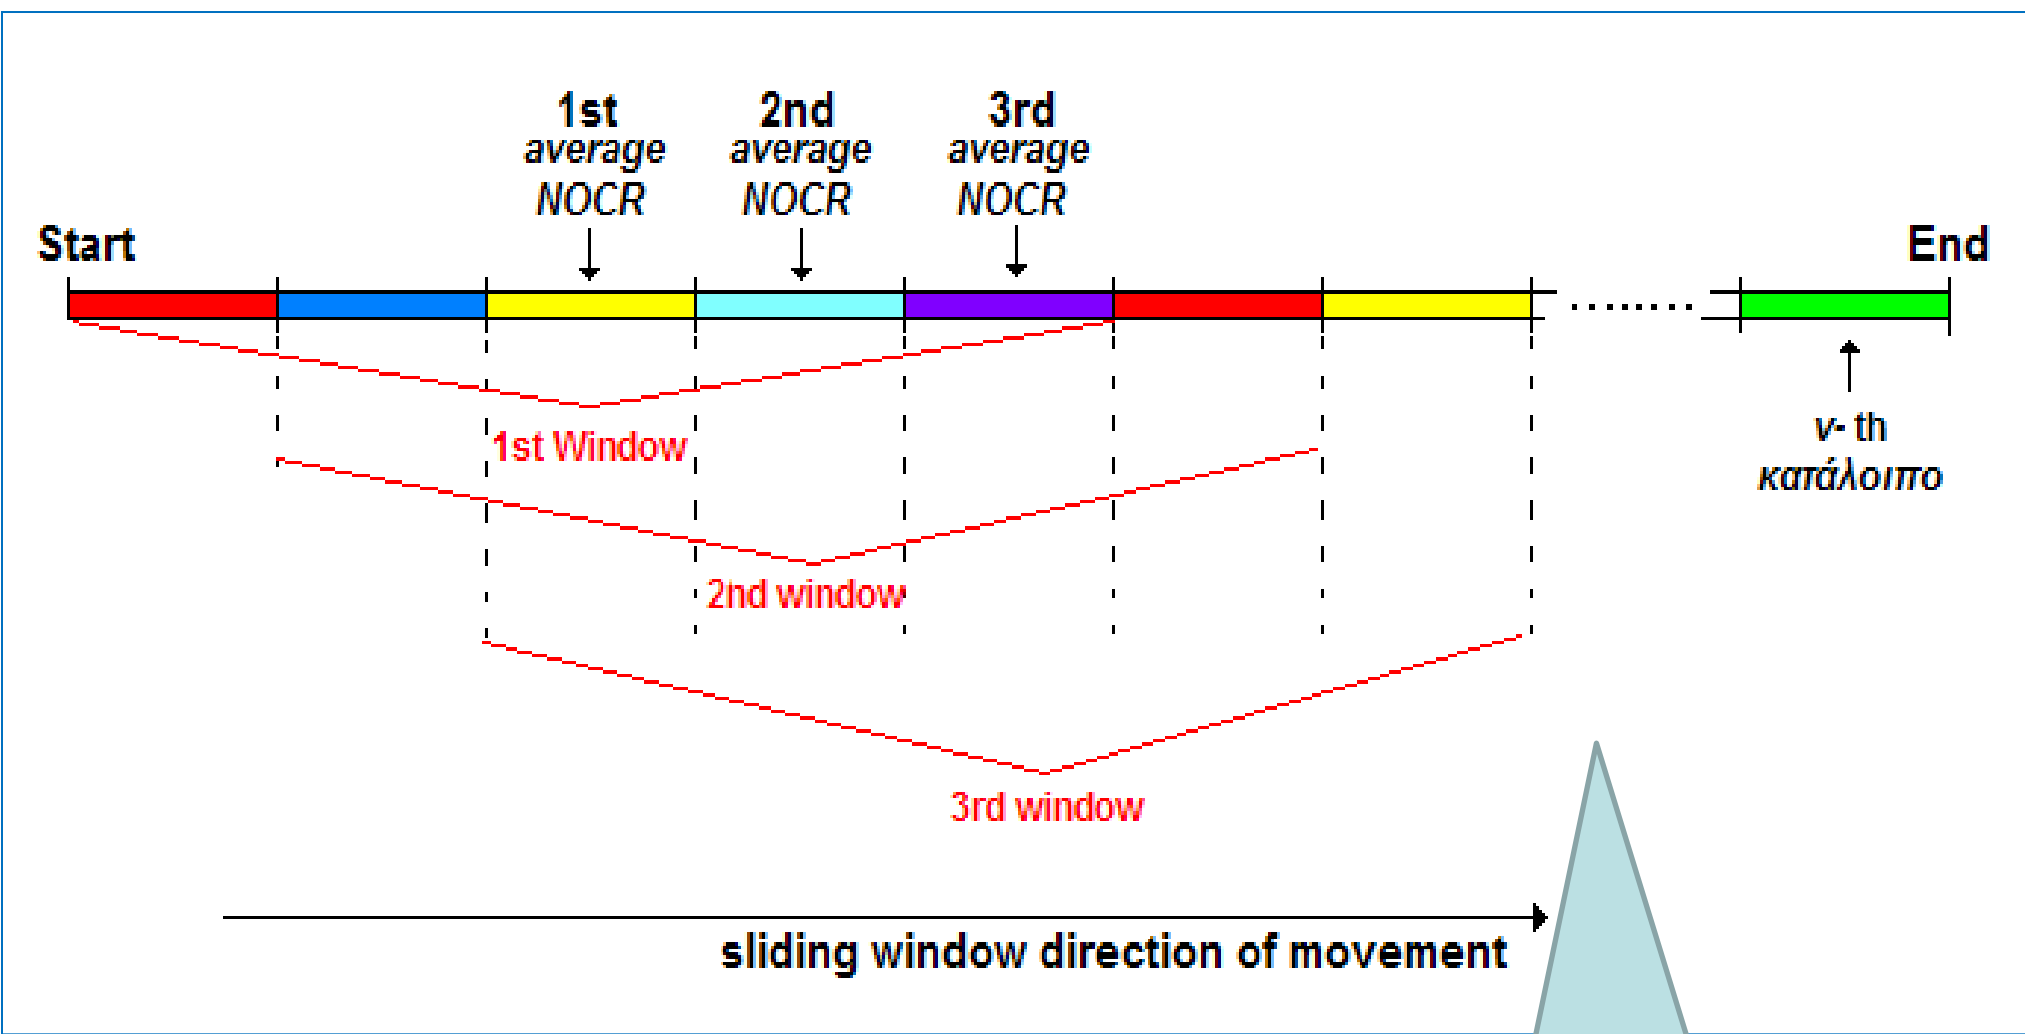 1st
average
NOCR
2nd
average
NOCR
3rd
average
NOCR
Start
End
1st Window
ν- th
κατάλοιπο
2nd window
3rd window
sliding window direction of movement